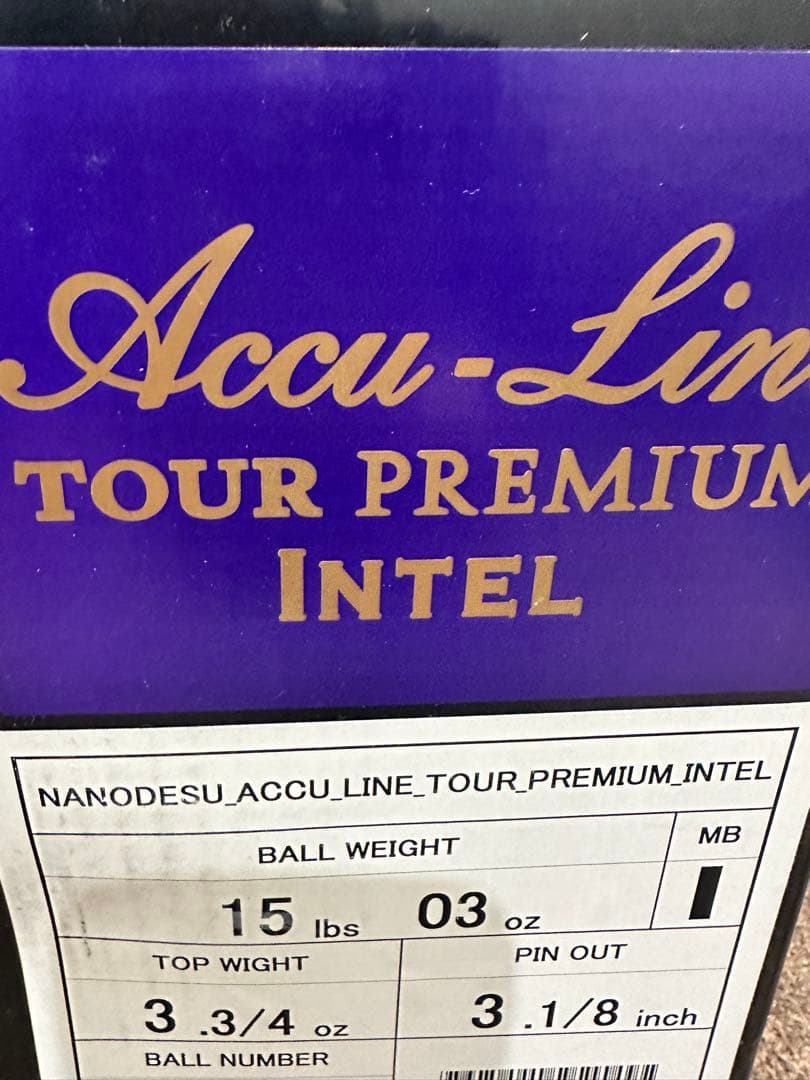 Accu-Lin
TOUR PREMIUM
INTEL
NANODESU_ACCU_LINE_TOUR_PREMIUM_INTEL
BALL WEIGHT
MB
15 lbs 03 oz
TOP WIGHT
PIN OUT
3 .3/4 oz
3 .1/8 inch
BALL NUMBER